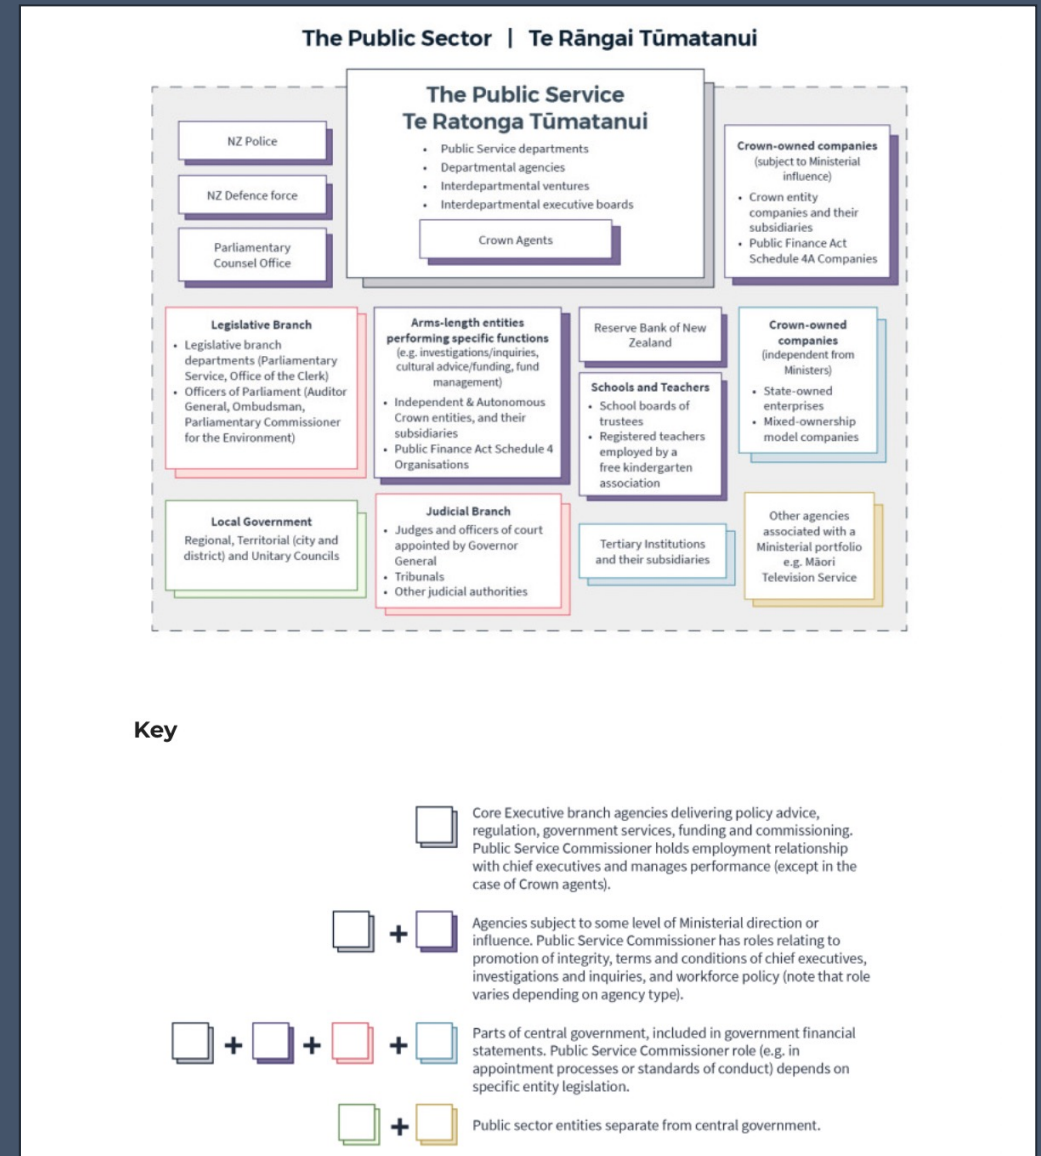 The Public Sector | Te Rāngai Tūmatanui
The Public Service
Te Ratonga Tūmatanui
• Public Service departments
• Departmental agencies
• Interdepartmental ventures
• Interdepartmental executive boards
Crown Agents
NZ Police
NZ Defence force
Parliamentary
Counsel Office
Crown-owned companies
(subject to Ministerial
influence)
• Crown entity
companies and their
subsidiaries
• Public Finance Act
Schedule 4A Companies
Legislative Branch
• Legislative branch
departments (Parliamentary
Service, Office of the Clerk)
• Officers of Parliament (Auditor
General, Ombudsman,
Parliamentary Commissioner
for the Environment)
Arms-length entities
performing specific functions
(e.g. investigations/inquiries,
cultural advice/funding, fund
management)
• Independent & Autonomous
Crown entities, and their
subsidiaries
• Public Finance Act Schedule 4
Organisations
Reserve Bank of New
Zealand
Schools and Teachers
• School boards of
trustees
• Registered teachers
employed by a
free kindergarten
association
Crown-owned
companies
(independent from
Ministers)
• State-owned
enterprises
• Mixed-ownership
model companies
Local Government
Regional, Territorial (city and
district) and Unitary Councils
Judicial Branch
• Judges and officers of court
appointed by Governor
General
• Tribunals
• Other judicial authorities
Tertiary Institutions
and their subsidiaries
Other agencies
associated with a
Ministerial portfolio
e.g. Māori
Television Service
Key
Core Executive branch agencies delivering policy advice,
regulation, government services, funding and commissioning.
Public Service Commissioner holds employment relationship
with chief executives and manages performance (except in the
case of Crown agents).
+
Agencies subject to some level of Ministerial direction or
influence. Public Service Commissioner has roles relating to
promotion of integrity, terms and conditions of chief executives,
investigations and inquiries, and workforce policy (note that role
varies depending on agency type).
+ + +
Parts of central government, included in government financial
statements. Public Service Commissioner role (e.g. in
appointment processes or standards of conduct) depends on
specific entity legislation.
+
Public sector entities separate from central government.